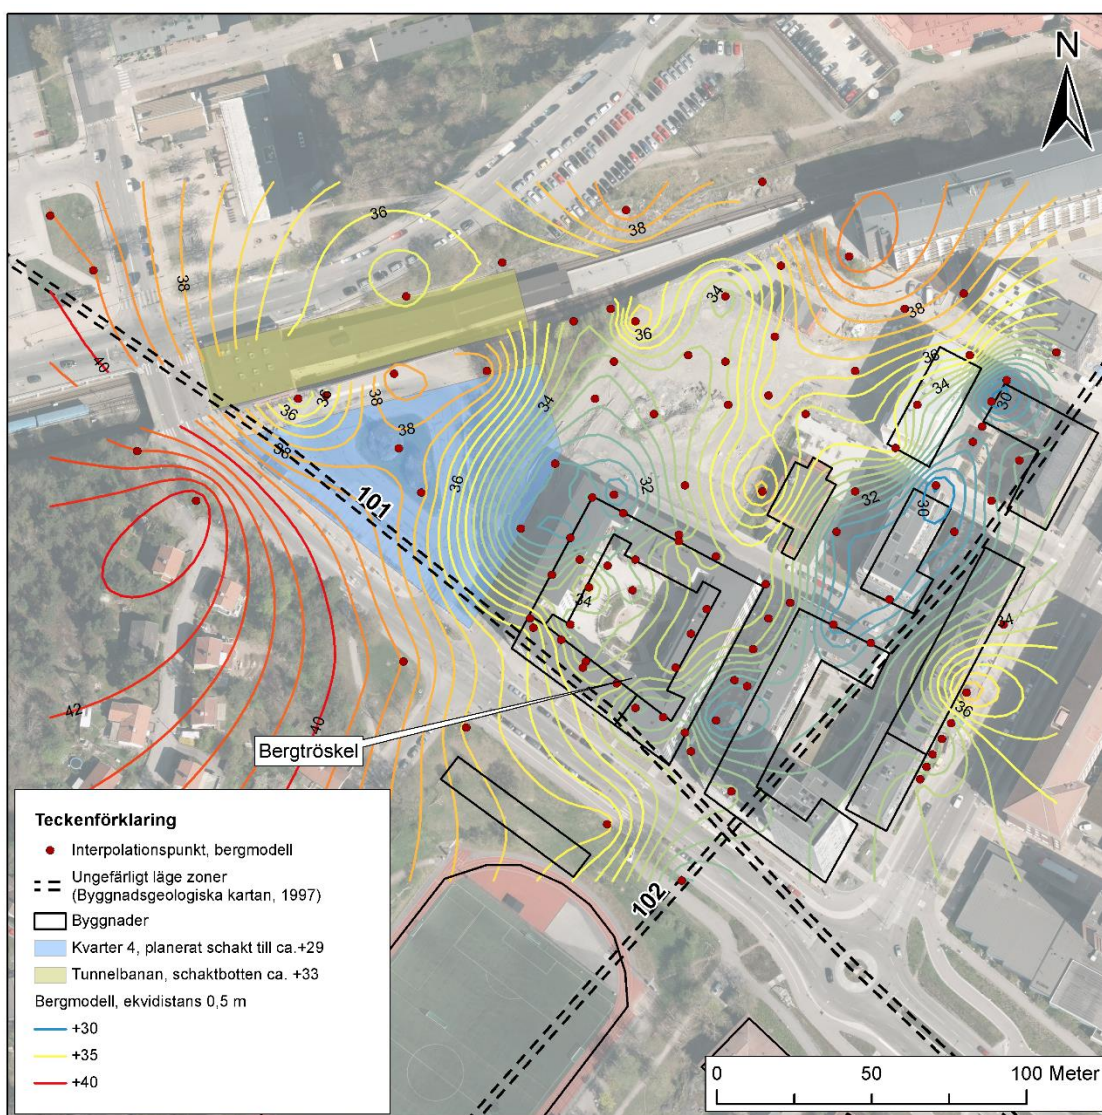 N
36
38
38
34
36
38
40
36
36
34
30
36
38
34
38
38
36
32
32
30
101
34
34
36
42
40
Bergtröskel
102
Teckenförklaring
Interpolationspunkt, bergmodell
Ungefärligt läge zoner
(Byggnadsgeologiska kartan, 1997)
Byggnader
Kvarter 4, planerat schakt till ca.+29
Tunnelbanan, schaktbotten ca. +33
Bergmodell, ekvidistans 0,5 m
+30
+35
+40
0 50 100 Meter